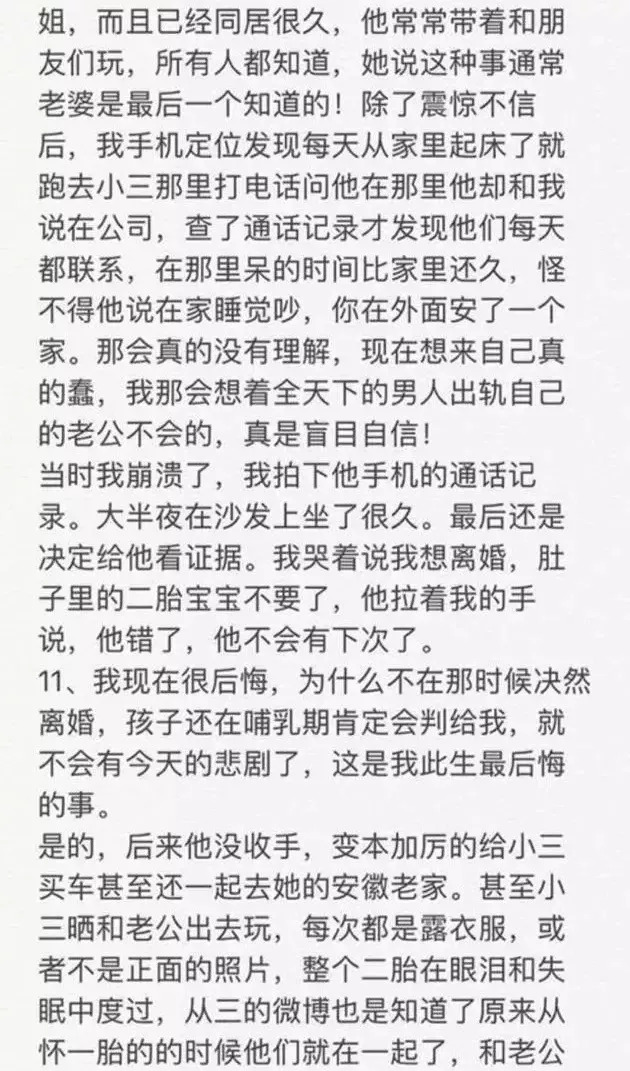 姐，而且已经同居很久，他常常带着和朋
友们玩，所有人都知道，她说这种事通常
老婆是最后一个知道的！除了震惊不信
后，我手机定位发现每天从家里起床了就
跑去小三那里打电话问他在那里他却和我
说在公司，查了通话记录才发现他们每天
都联系，在那里呆的时间比家里还久，怪
不得他说在家睡觉吵，你在外面安了一个
家。那会真的没有理解，现在想来自己真
的蠢，我那会想着全天下的男人出轨自己
的老公不会的，真是盲目自信！
当时我崩溃了，我拍下他手机的通话记
录。大半夜在沙发上坐了很久。最后还是
决定给他看证据。我哭着说我想离婚，肚
子里的二胎宝宝不要了，他拉着我的手
说，他错了，他不会有下次了。
11、我现在很后悔，为什么不在那时候决然
离婚，孩子还在哺乳期肯定会判给我，就
不会有今天的悲剧了，这是我此生最后悔
的事。
是的，后来他没收手，变本加厉的给小三
买车甚至还一起去她的安徽老家。甚至小
三晒和老公出去玩，每次都是露衣服，或
者不是正面的照片，整个二胎在眼泪和失
眠中度过，从三的微博也是知道了原来从
怀一胎的的时候他们就在一起了，和老公